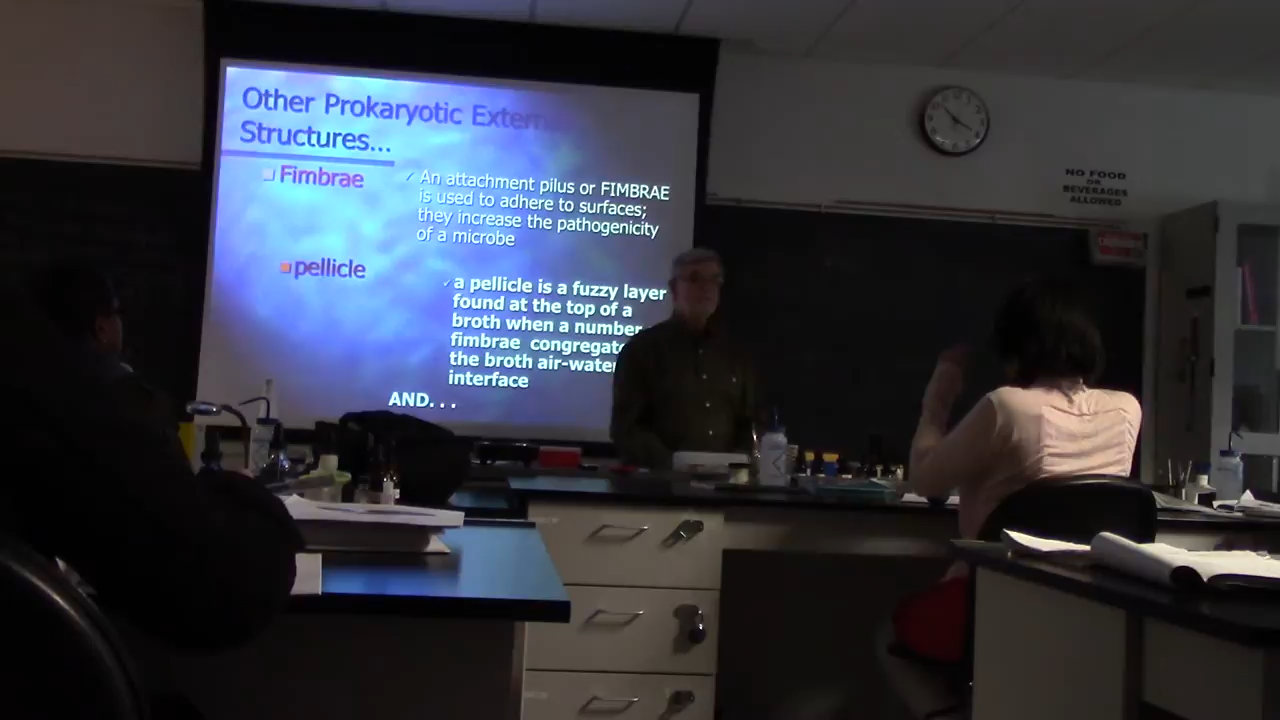 Other Prokaryotic Extern
Structures...
Fimbrae
An attachment pilus or FIMBRAE
is used to adhere to surfaces;
they increase the pathogenicity
of a microbe
pellicle
a pellicle is a fuzzy layer
found at the top of a
broth when a number
fimbrae congregat
the broth air-wate
interface
AND...
NO FOOD
OR
BEVERAGES
ALLOWED